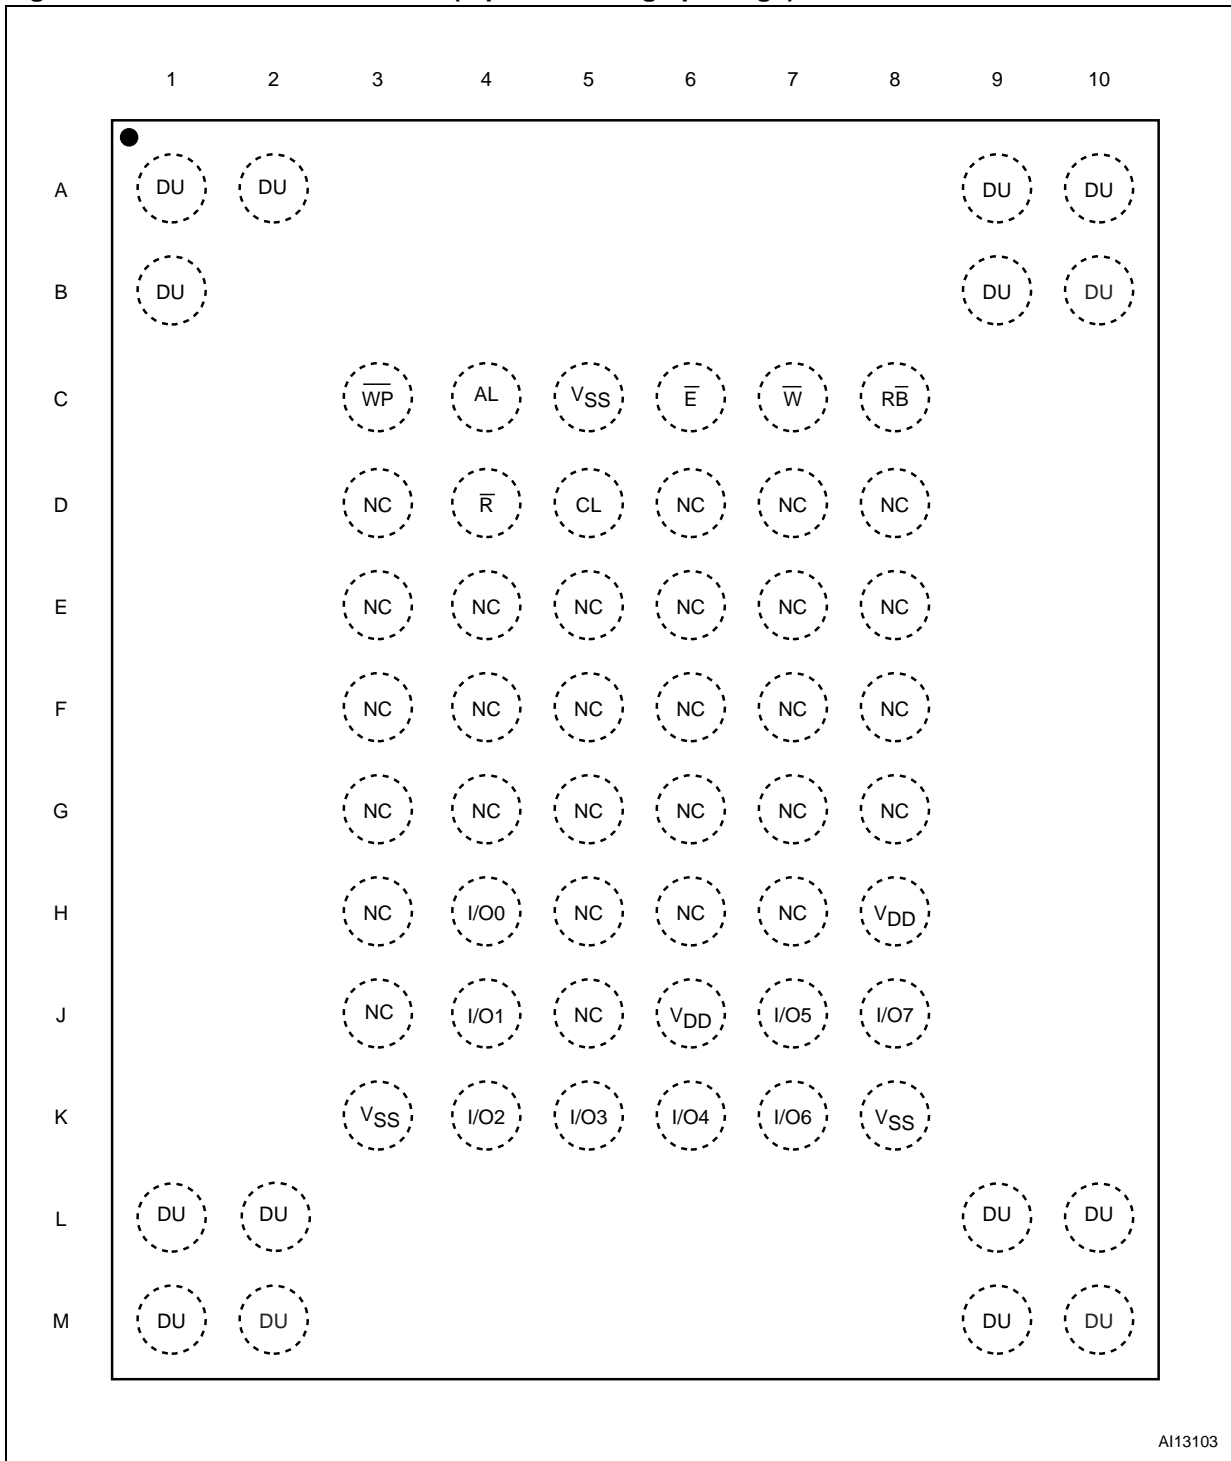 1 2 3 4 5 6 7 8 9 10
A DU DU DU DU
B DU DU DU
C W̅P̅ AL VSS E̅ W̅ RB̅
D NC R̅ CL NC NC NC
E NC NC NC NC NC NC
F NC NC NC NC NC NC
G NC NC NC NC NC NC
H NC I/O0 NC NC NC VDD
J NC I/O1 NC VDD I/O5 I/O7
K VSS I/O2 I/O3 I/O4 I/O6 VSS
L DU DU DU DU
M DU DU DU DU
AI13103